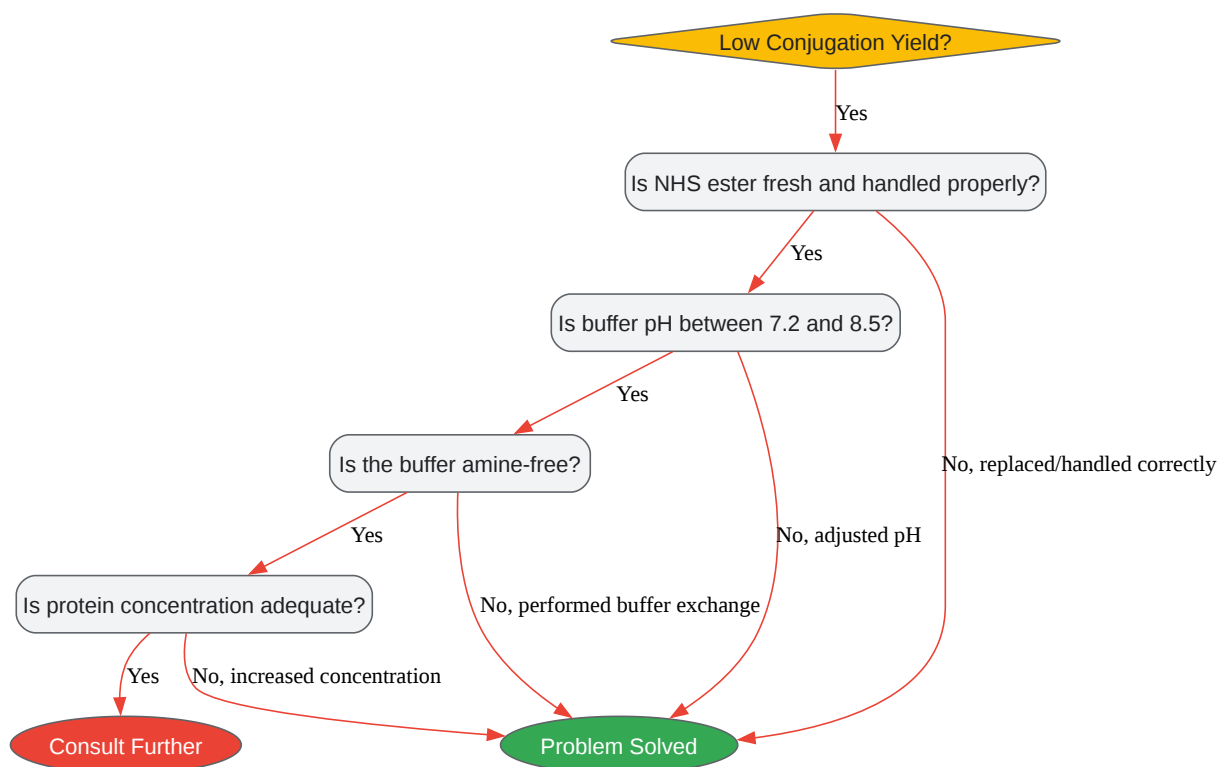 Low Conjugation Yield?
Yes
Is NHS ester fresh and handled properly?
Yes
Is buffer pH between 7.2 and 8.5?
Yes
Is the buffer amine-free?
No, replaced/handled correctly
Yes
No, adjusted pH
Is protein concentration adequate?
No, performed buffer exchange
Yes
No, increased concentration
Consult Further
Problem Solved